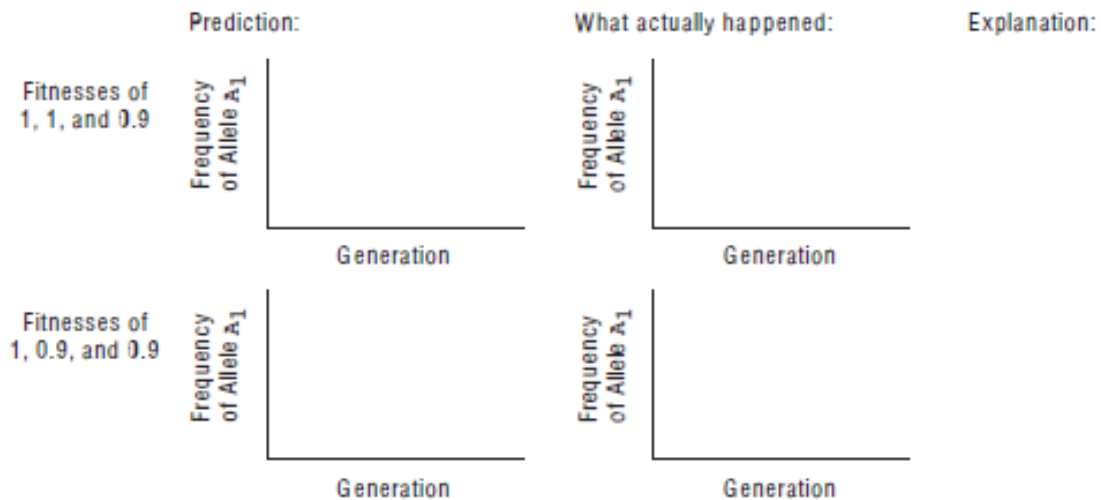 Prediction:
What actually happened:
Explanation:
Fitnesses of
1, 1, and 0.9
Frequency
of Allele A1
Generation
Frequency
of Allele A1
Generation
Fitnesses of
1, 0.9, and 0.9
Frequency
of Allele A1
Generation
Frequency
of Allele A1
Generation